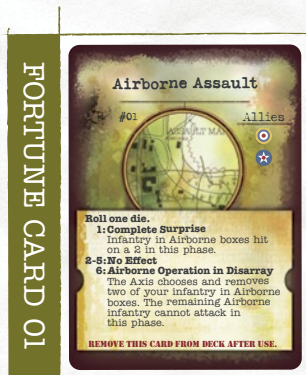 FORTUNE CARD 01
Airborne Assault
#01
Allies
ASSAULT MAP
Roll one die.
1: Complete Surprise
Infantry in Airborne boxes hit
on a 2 in this phase.
2-5: No Effect
6: Airborne Operation in Disarray
The Axis chooses and removes
two of your infantry in Airborne
boxes. The remaining Airborne
infantry cannot attack in
this phase.
REMOVE THIS CARD FROM DECK AFTER USE.